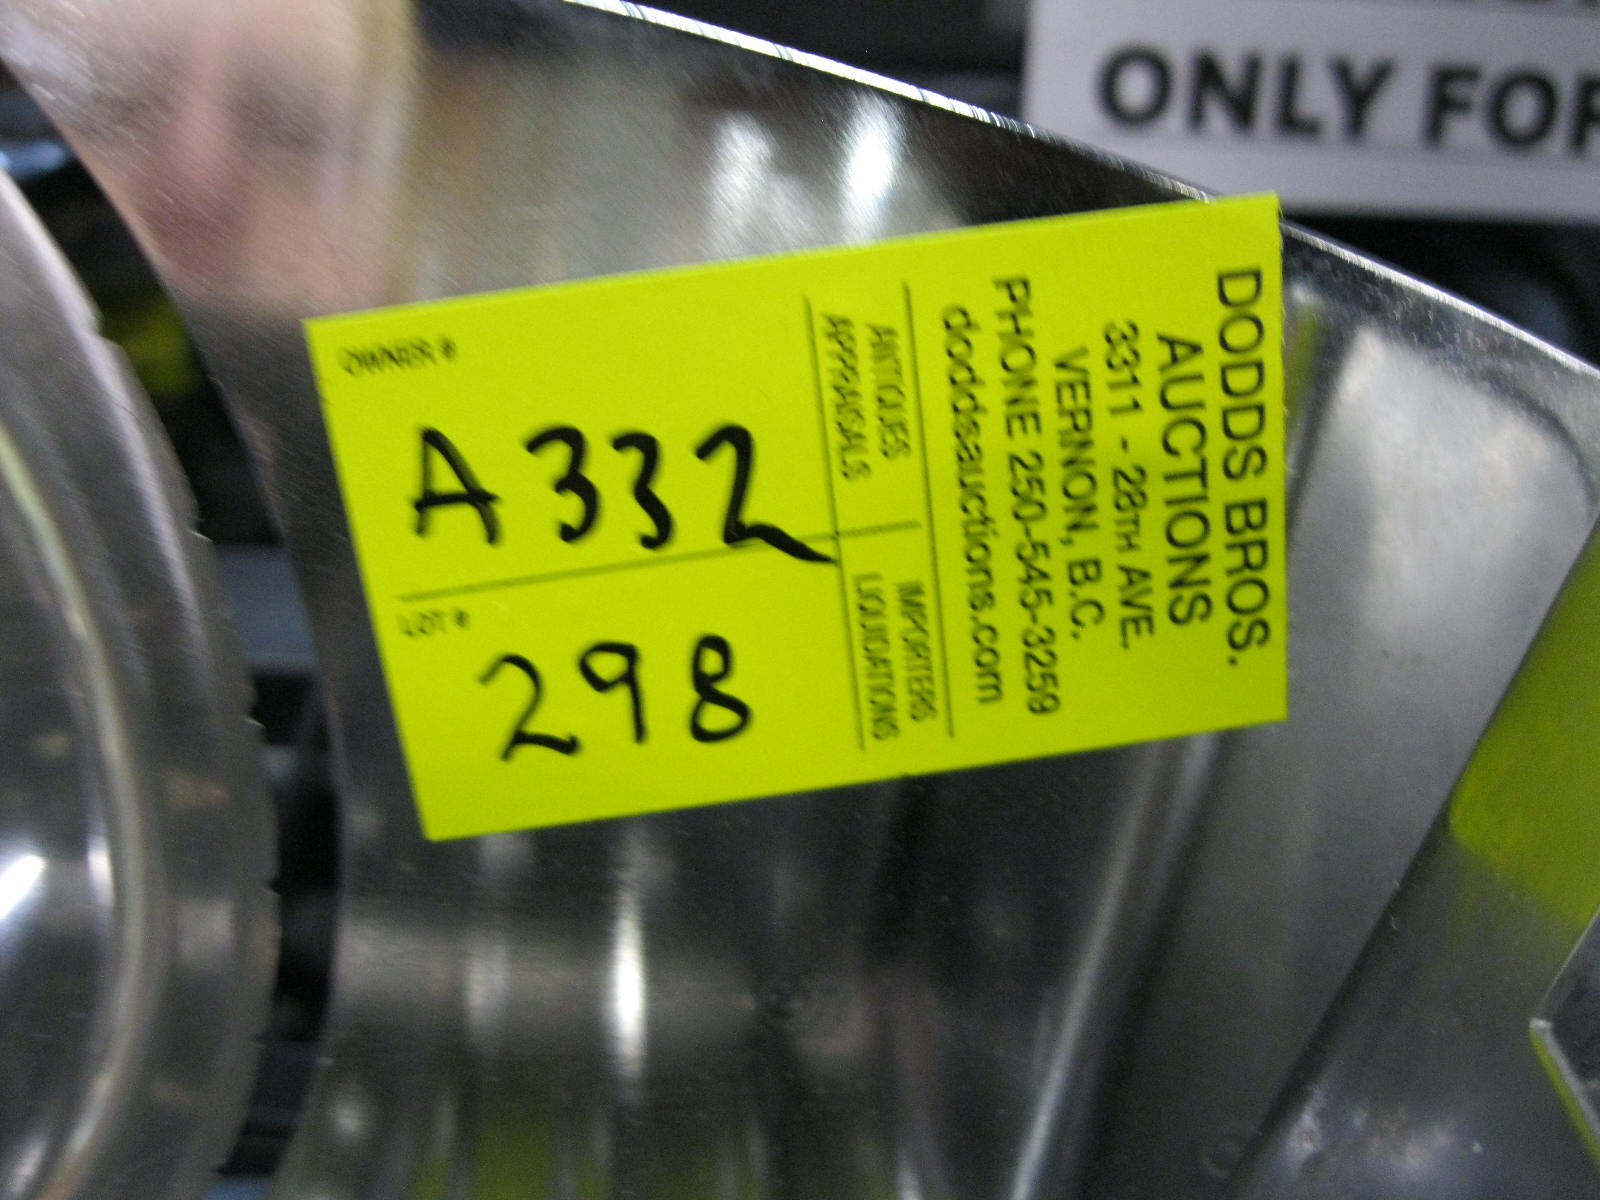 ONLY FOR
DODDS BROS.
AUCTIONS
3311 - 28TH AVE.
VERNON, B.C.
PHONE 250-545-3259
doddsauctions.com
ANTIQUES
APPRAISALS
IMPORTERS
LIQUIDATIONS
OWNER #
A332
LOT #
298